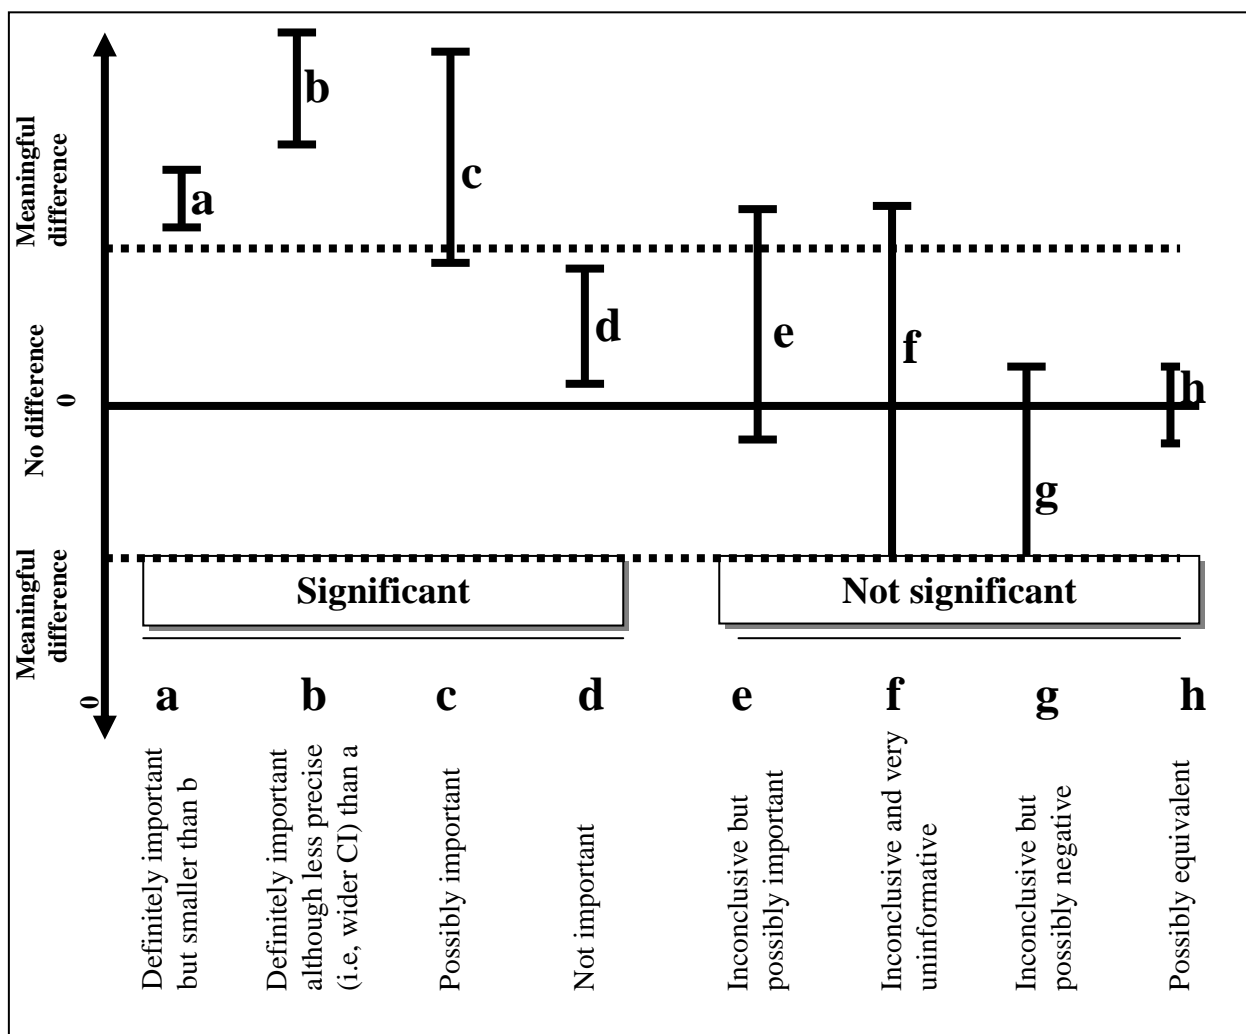 Meaningful
difference
No difference
0
Meaningful
difference
0
a
b
c
d
e
f
g
h
Significant
Not significant
a
b
c
d
e
f
g
h
Definitely important
but smaller than b
Definitely important
although less precise
(i.e, wider CI) than a
Possibly important
Not important
Inconclusive but
possibly important
Inconclusive and very
uninformative
Inconclusive but
possibly negative
Possibly equivalent